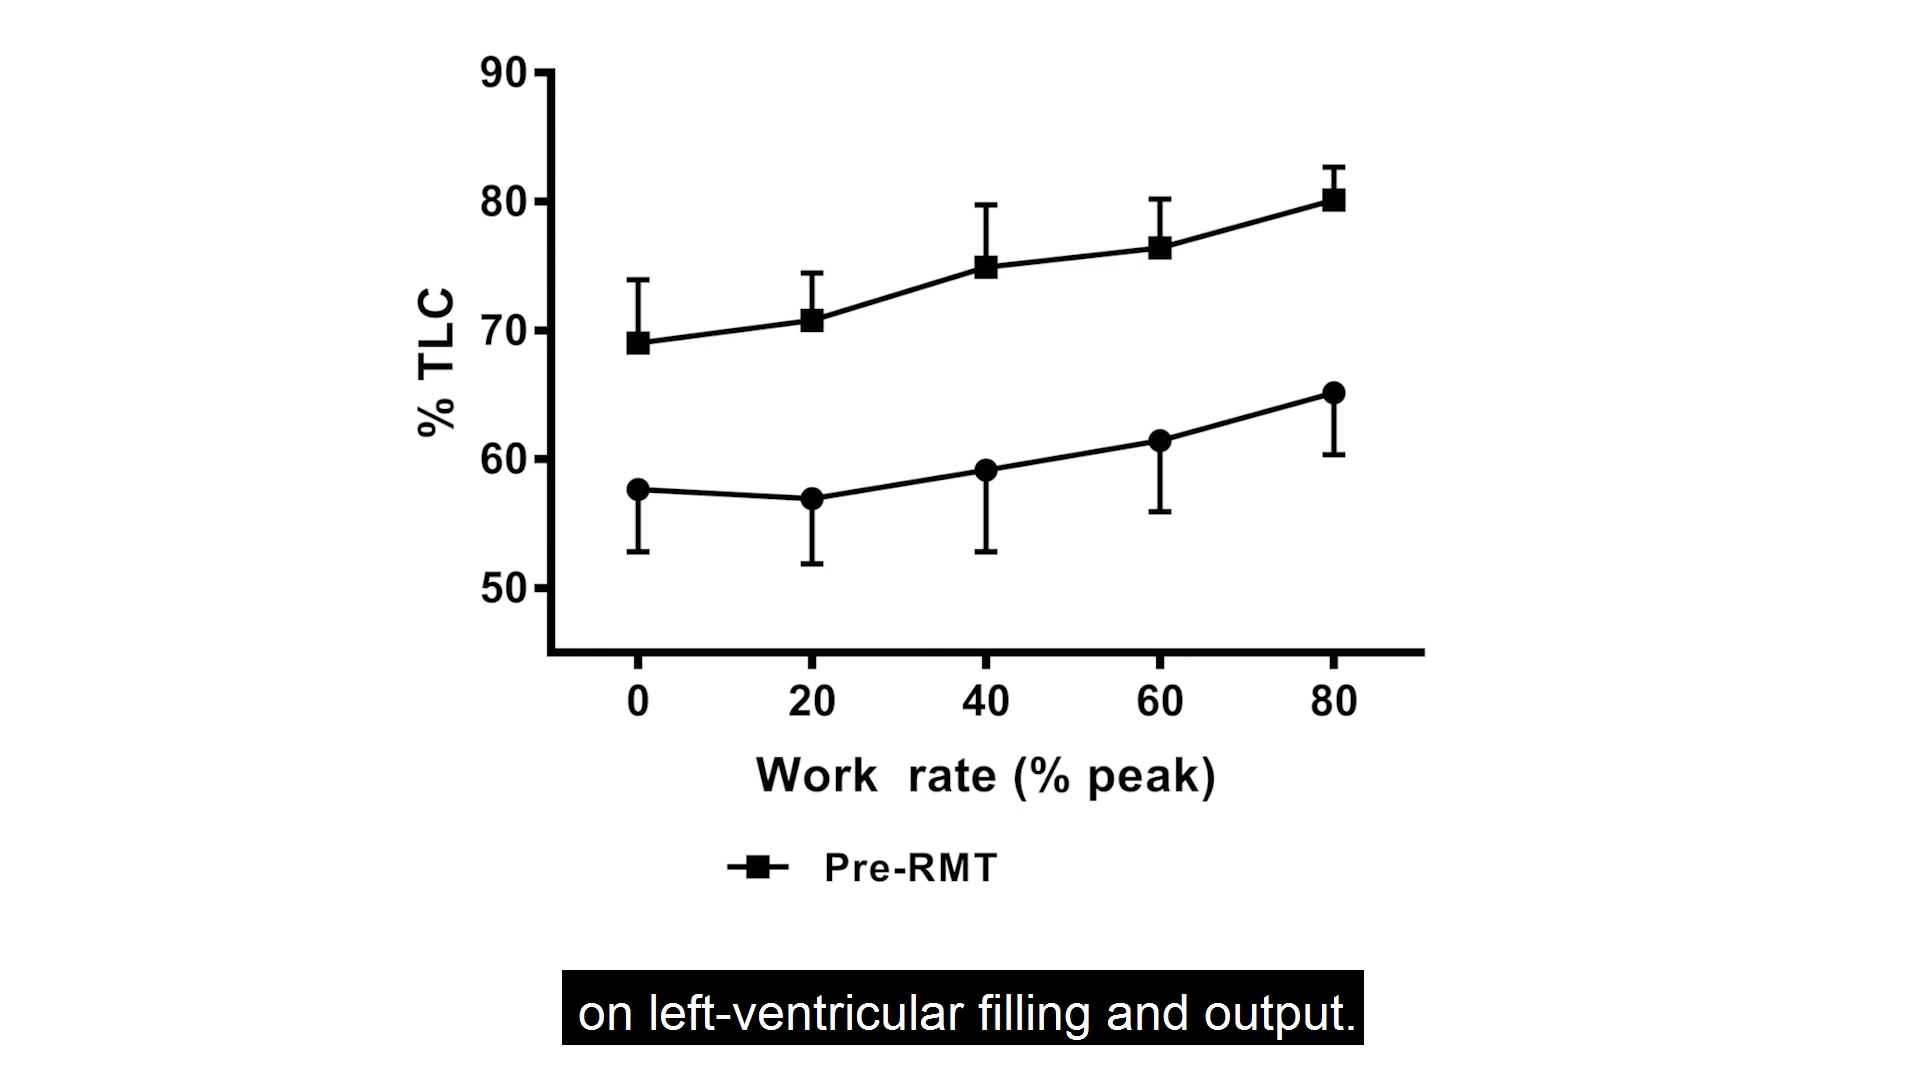 90
80
70
60
50
% TLC
0 20 40 60 80
Work rate (% peak)
Pre-RMT
on left-ventricular filling and output.